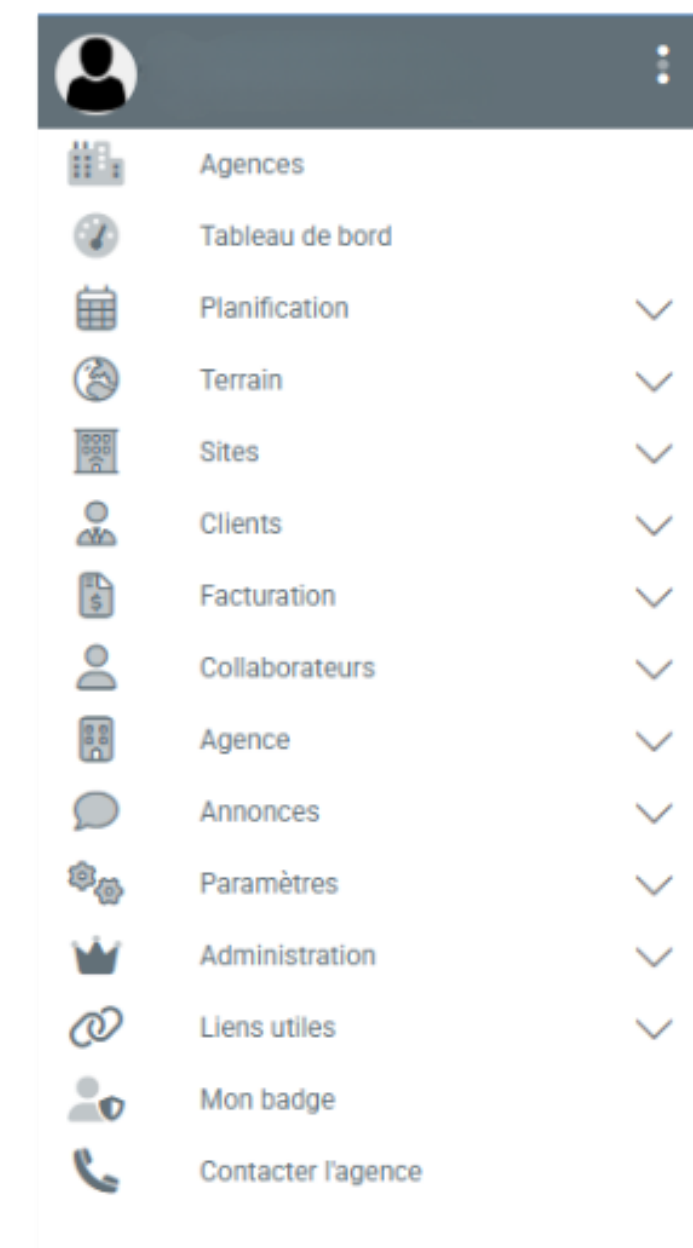 Agences
Tableau de bord
Planification
Terrain
Sites
Clients
Facturation
Collaborateurs
Agence
Annonces
Paramètres
Administration
Liens utiles
Mon badge
Contacter l'agence